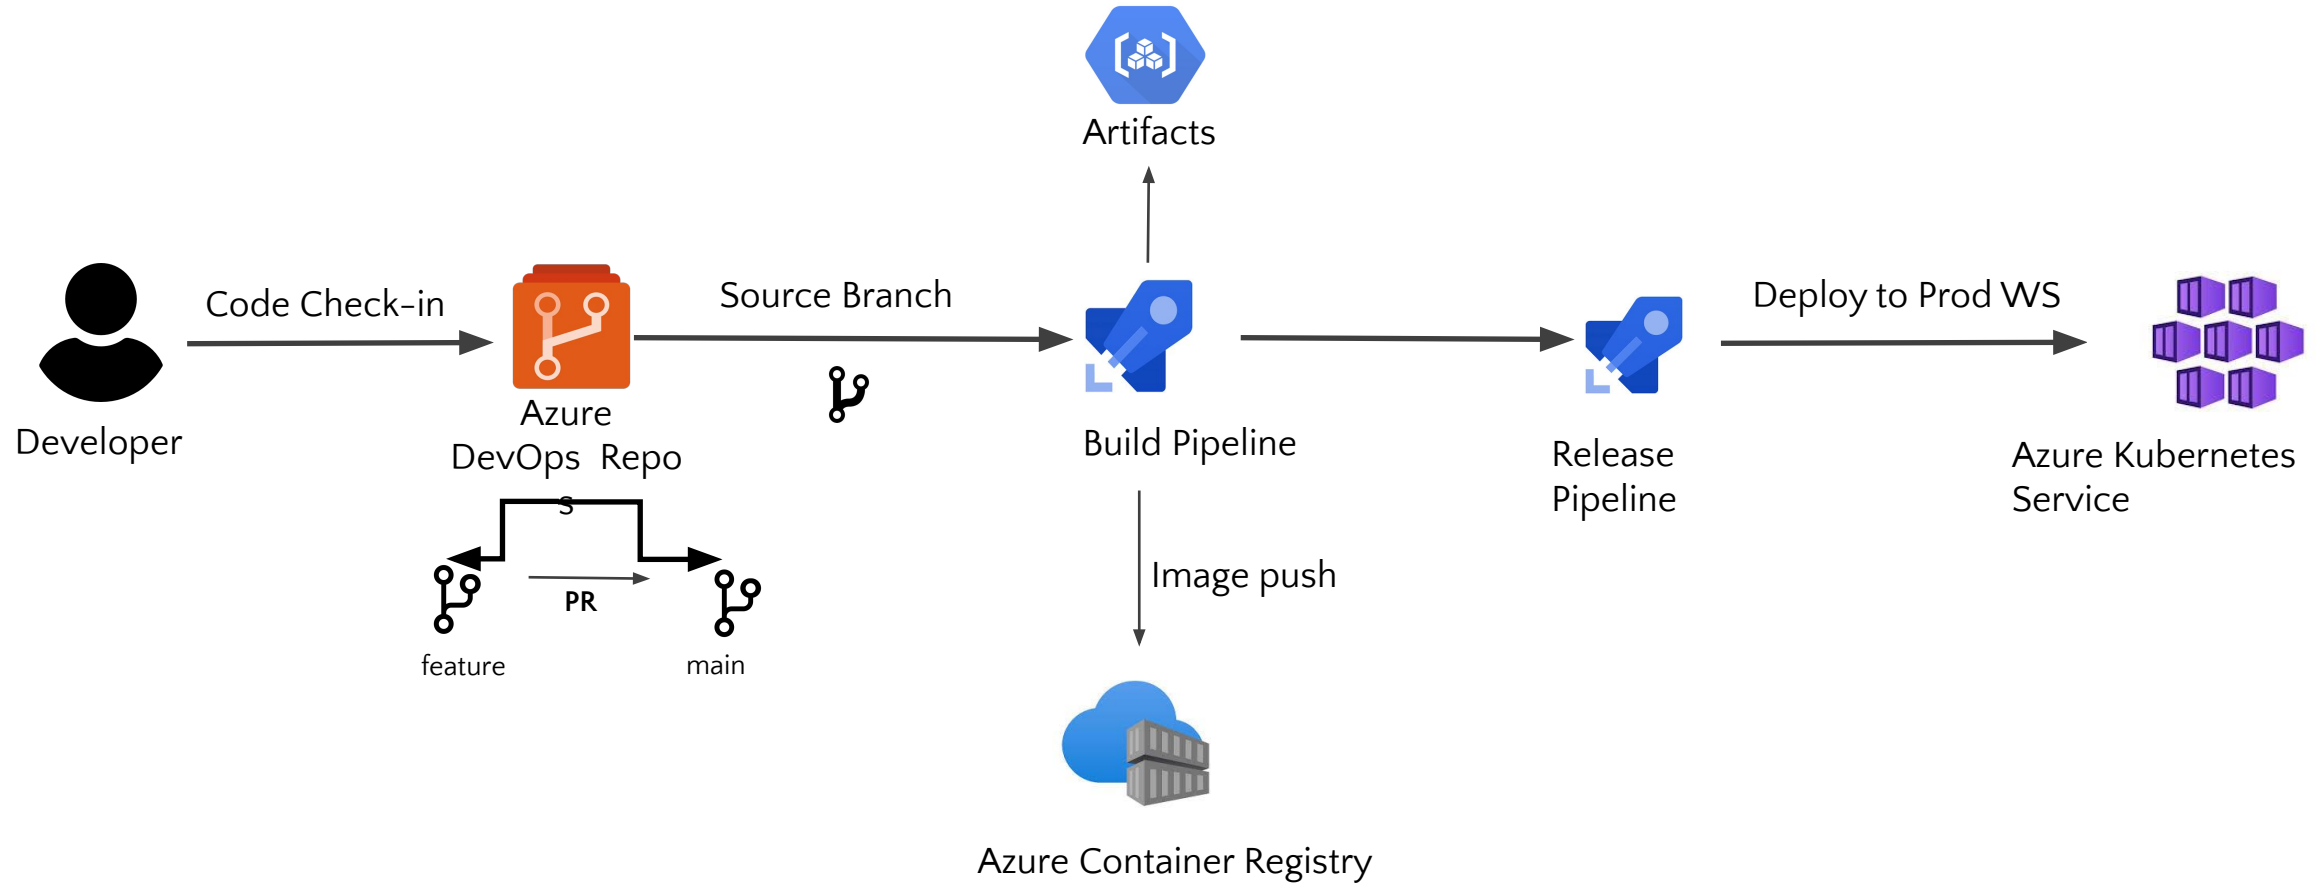 Artifacts
Code Check-in
Source Branch
Deploy to Prod WS
Developer
Azure
DevOps Repo
s
Build Pipeline
Release
Pipeline
Azure Kubernetes
Service
Image push
PR
feature
main
Azure Container Registry